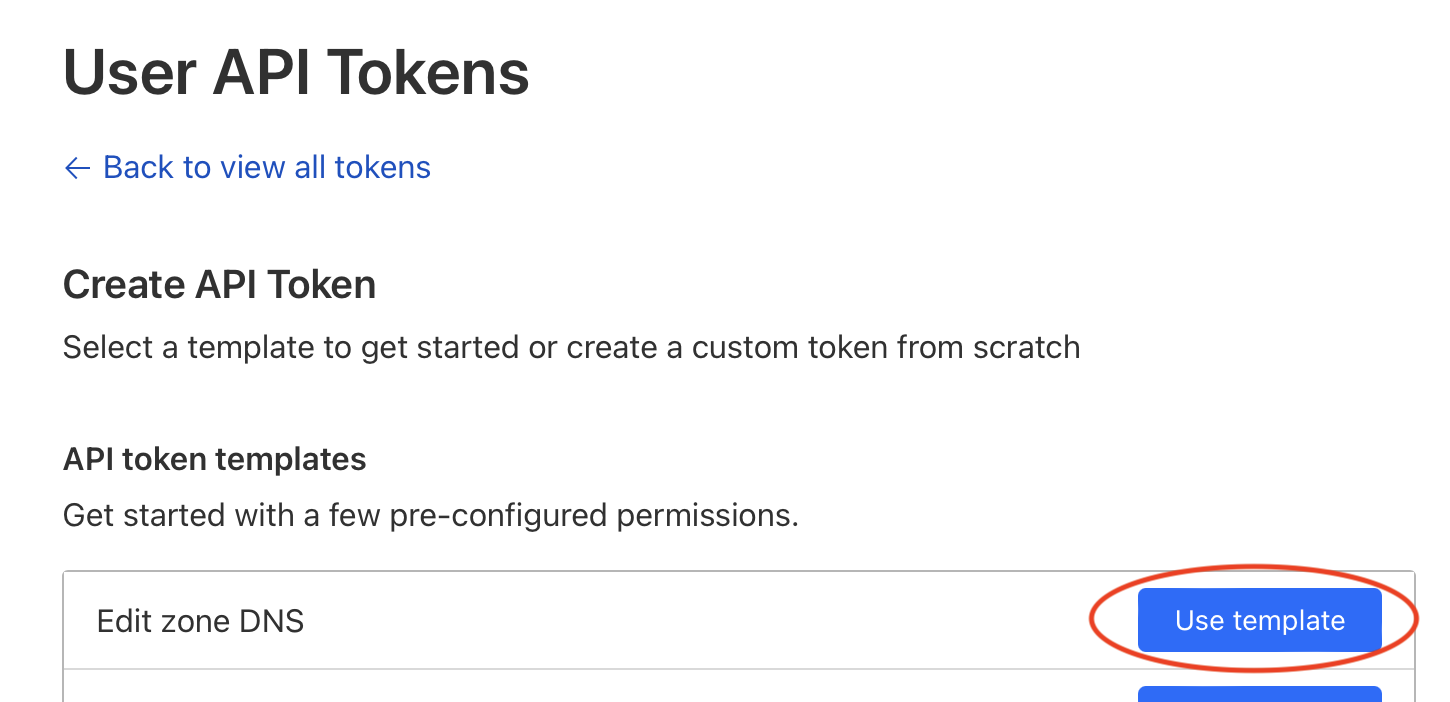 User API Tokens
← Back to view all tokens
Create API Token
Select a template to get started or create a custom token from scratch
API token templates
Get started with a few pre-configured permissions.
Edit zone DNS
Use template